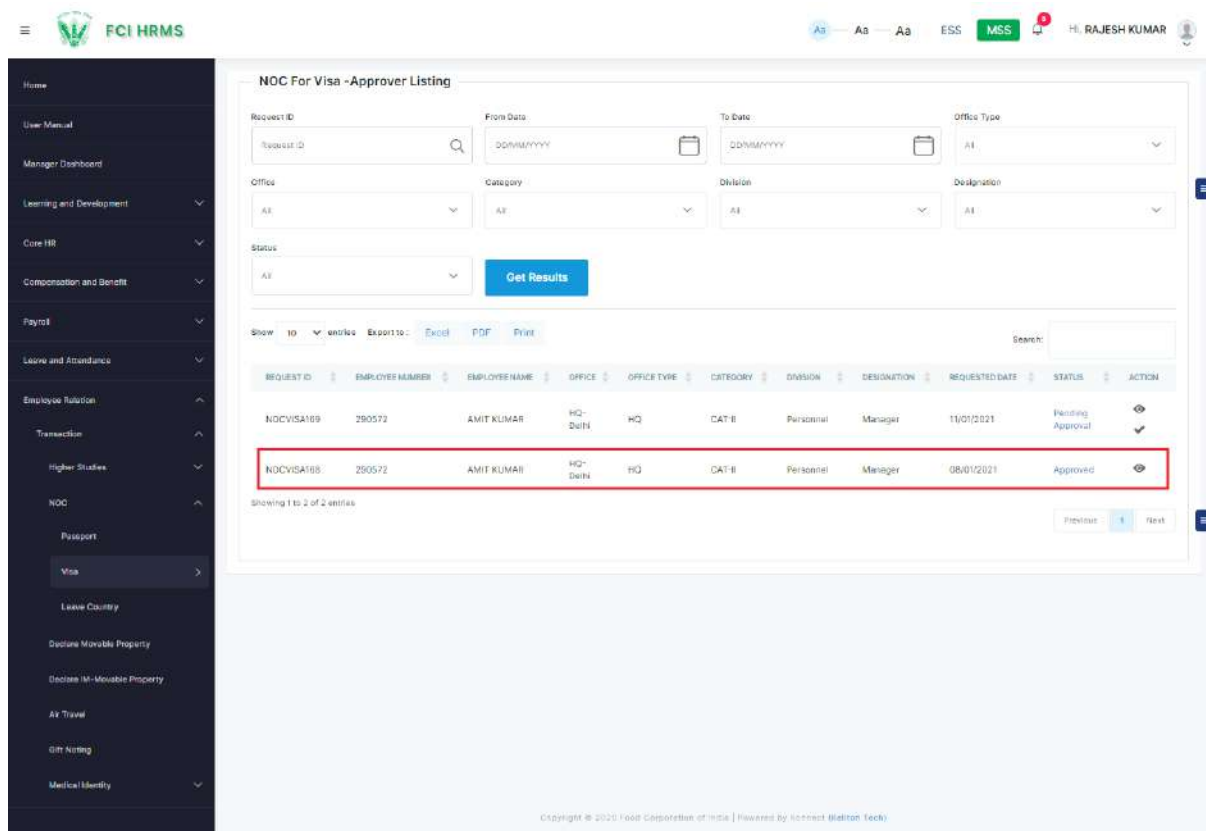 FCI HRMS
Aa Aa Aa ESS MSS Hi, RAJESH KUMAR
Home
User Manual
Manager Dashboard
Learning and Development
Core HR
Compensation and Benefit
Payroll
Leave and Attendance
Employee Relation
Transaction
Higher Studies
NOC
Passport
Visa
Leave Country
Declare Movable Property
Declare IM-Movable Property
Air Travel
Gift Noting
Medical Identity
NOC For Visa -Approver Listing
Request ID From Date To Date Office Type
Request ID DD/MM/YYYY DD/MM/YYYY All
Office Category Division Designation
All All All All
Status
All Get Results
Show 10 entries Export to : Excel PDF Print
Search:
REQUEST ID EMPLOYEE NUMBER EMPLOYEE NAME OFFICE OFFICE TYPE CATEGORY DIVISION DESIGNATION REQUESTED DATE STATUS ACTION
NOCVISA169 290572 AMIT KUMAR HQ-Delhi HQ CAT-II Personnel Manager 11/01/2021 Pending Approval
NOCVISA168 290572 AMIT KUMAR HQ-Delhi HQ CAT-II Personnel Manager 08/01/2021 Approved
Showing 1 to 2 of 2 entries
Previous 1 Next
Copyright © 2020 Food Corporation of India | Powered by